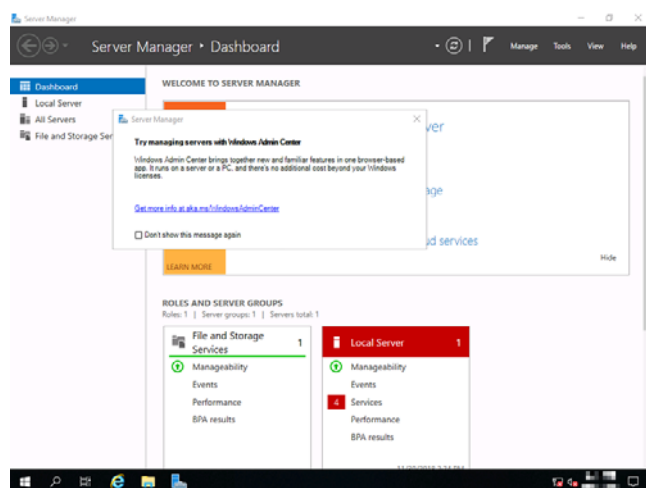 Server Manager
Server Manager • Dashboard
Manage Tools View Help
Dashboard
Local Server
All Servers
File and Storage Ser
WELCOME TO SERVER MANAGER
Server Manager
Try managing servers with Windows Admin Center
Windows Admin Center brings together new and familiar features in one browser-based
app. It runs on a server or a PC, and there's no additional cost beyond your Windows
licenses.
Get more info at aka.ms/WindowsAdminCenter
Don't show this message again
ver
age
ud services
LEARN MORE
Hide
ROLES AND SERVER GROUPS
Roles: 1 | Server groups: 1 | Servers total: 1
File and Storage
Services
1
Manageability
Events
Performance
BPA results
Local Server 1
Manageability
Events
4 Services
Performance
BPA results